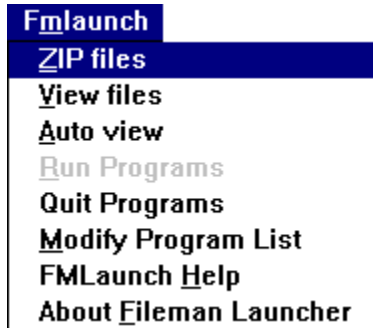 Fmlaunch
ZIP files
View files
Auto view
Run Programs
Quit Programs
Modify Program List
FMLaunch Help
About Fileman Launcher